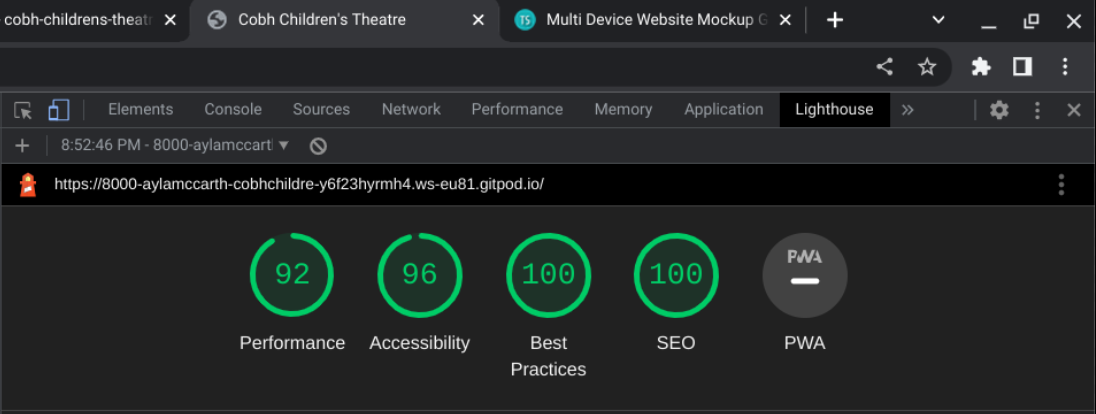 cobh-childrens-theatr
Cobh Children's Theatre
TS
Multi Device Website Mockup G
Elements
Console
Sources
Network
Performance
Memory
Application
Lighthouse
8:52:46 PM - 8000-aylamccart
https://8000-aylamccarth-cobhchildre-y6f23hyrmh4.ws-eu81.gitpod.io/
92
96
100
100
PWA
Performance
Accessibility
Best
Practices
SEO
PWA